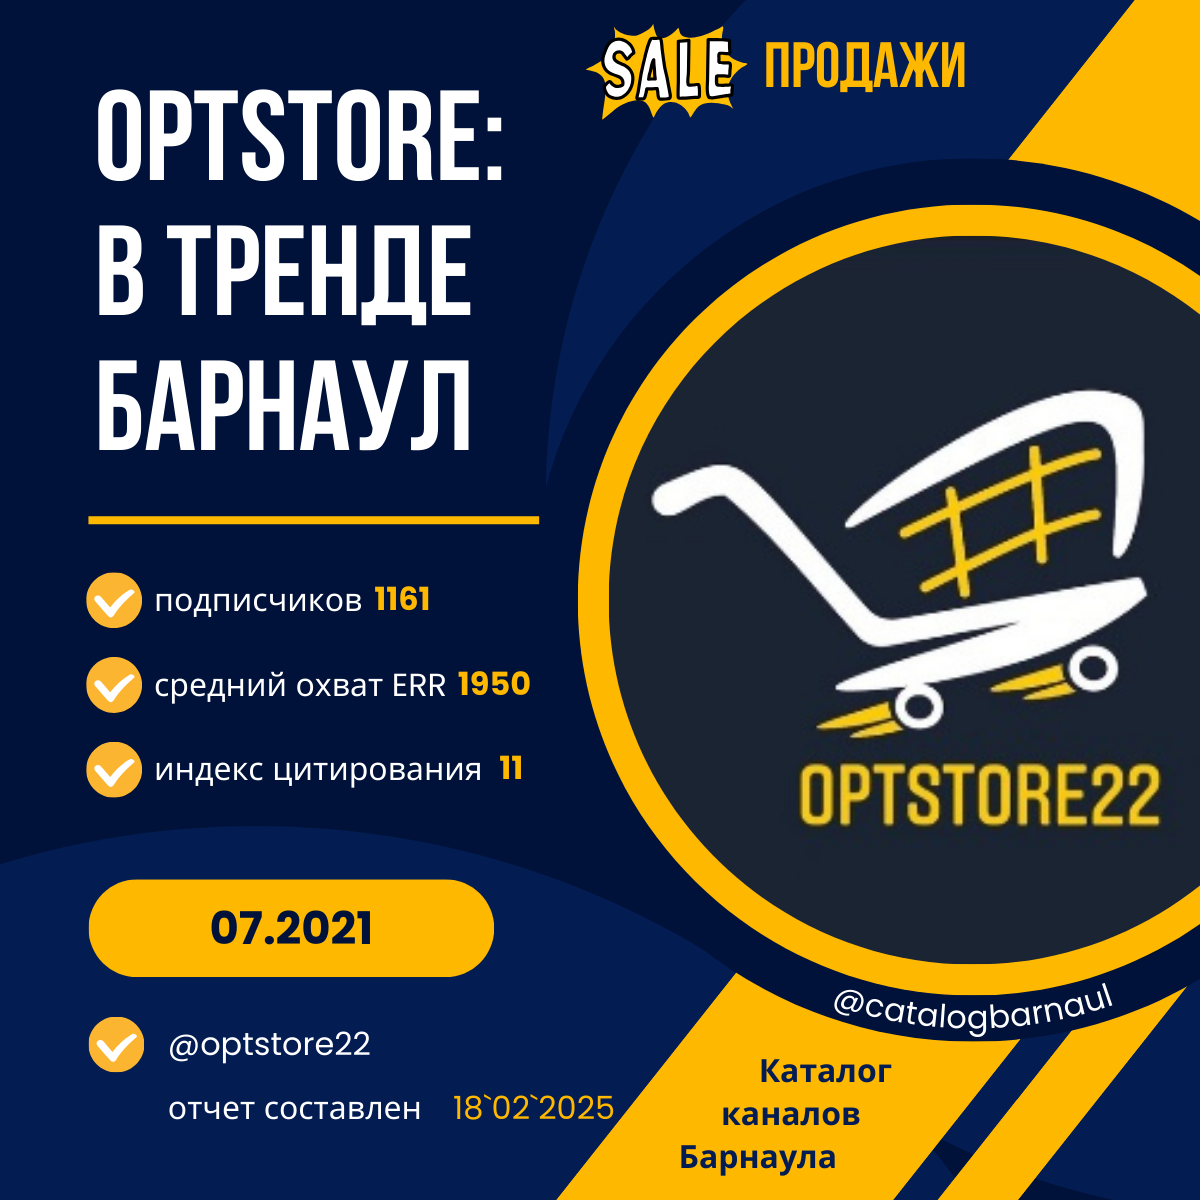 SALE ПРОДАЖИ
OPTSTORE:
В ТРЕНДЕ
БАРНАУЛ
подписчиков 1161
средний охват ERR 1950
индекс цитирования 11
OPTSTORE22
07.2021
@catalogbarnaul
@optstore22
отчет составлен 18`02`2025
Каталог
каналов
Барнаула